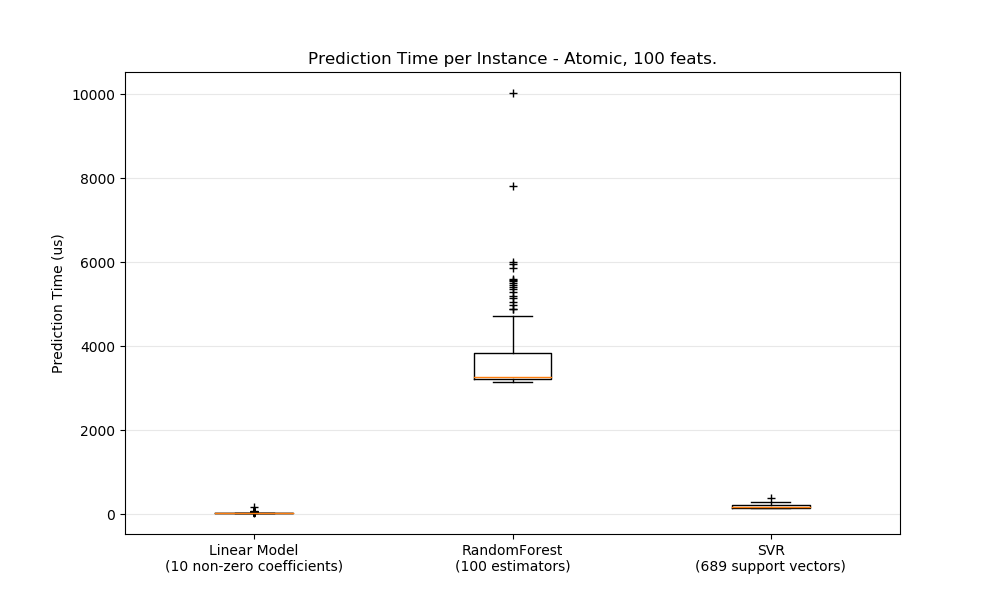 Prediction Time per Instance - Atomic, 100 feats.
Prediction Time (us)
10000
8000
6000
4000
2000
0
Linear Model
(10 non-zero coefficients)
RandomForest
(100 estimators)
SVR
(689 support vectors)